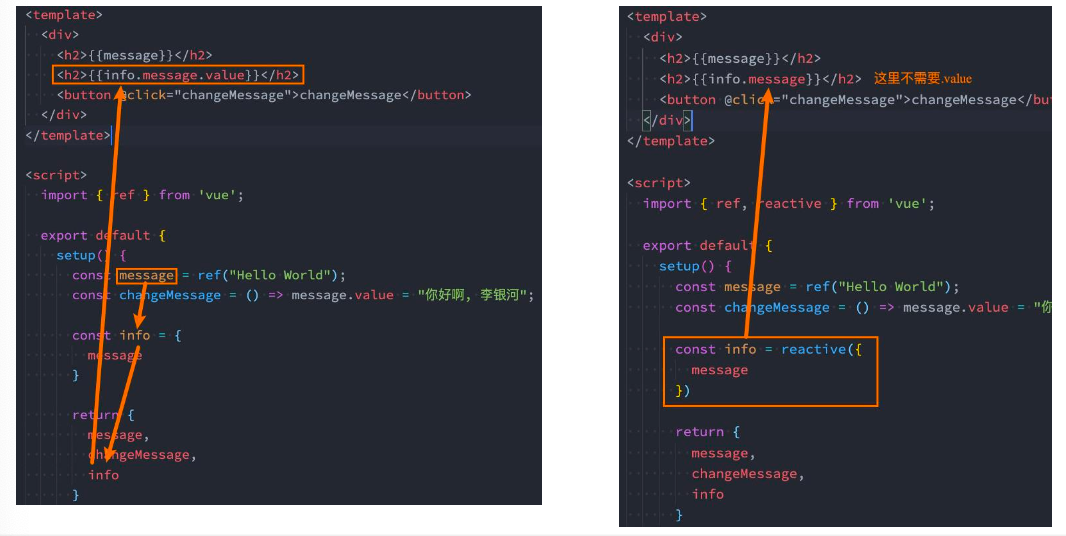 <template>
<div>
<h2>{{message}}</h2>
<h2>{{info.message.value}}</h2>
<button @click="changeMessage">changeMessage</button>
</div>
</template>
<script>
import { ref } from 'vue';
export default {
setup() {
const message = ref("Hello World");
const changeMessage = () => message.value = "你好啊, 李银河";
const info = {
message
}
return {
message,
changeMessage,
info
}
<template>
<div>
<h2>{{message}}</h2>
<h2>{{info.message}}</h2> 这里不需要.value
<button @click="changeMessage">changeMessage</bu
</div>
</template>
<script>
import { ref, reactive } from 'vue';
export default {
setup() {
const message = ref("Hello World");
const changeMessage = () => message.value = "你
const info = reactive({
message
})
return {
message,
changeMessage,
info
}